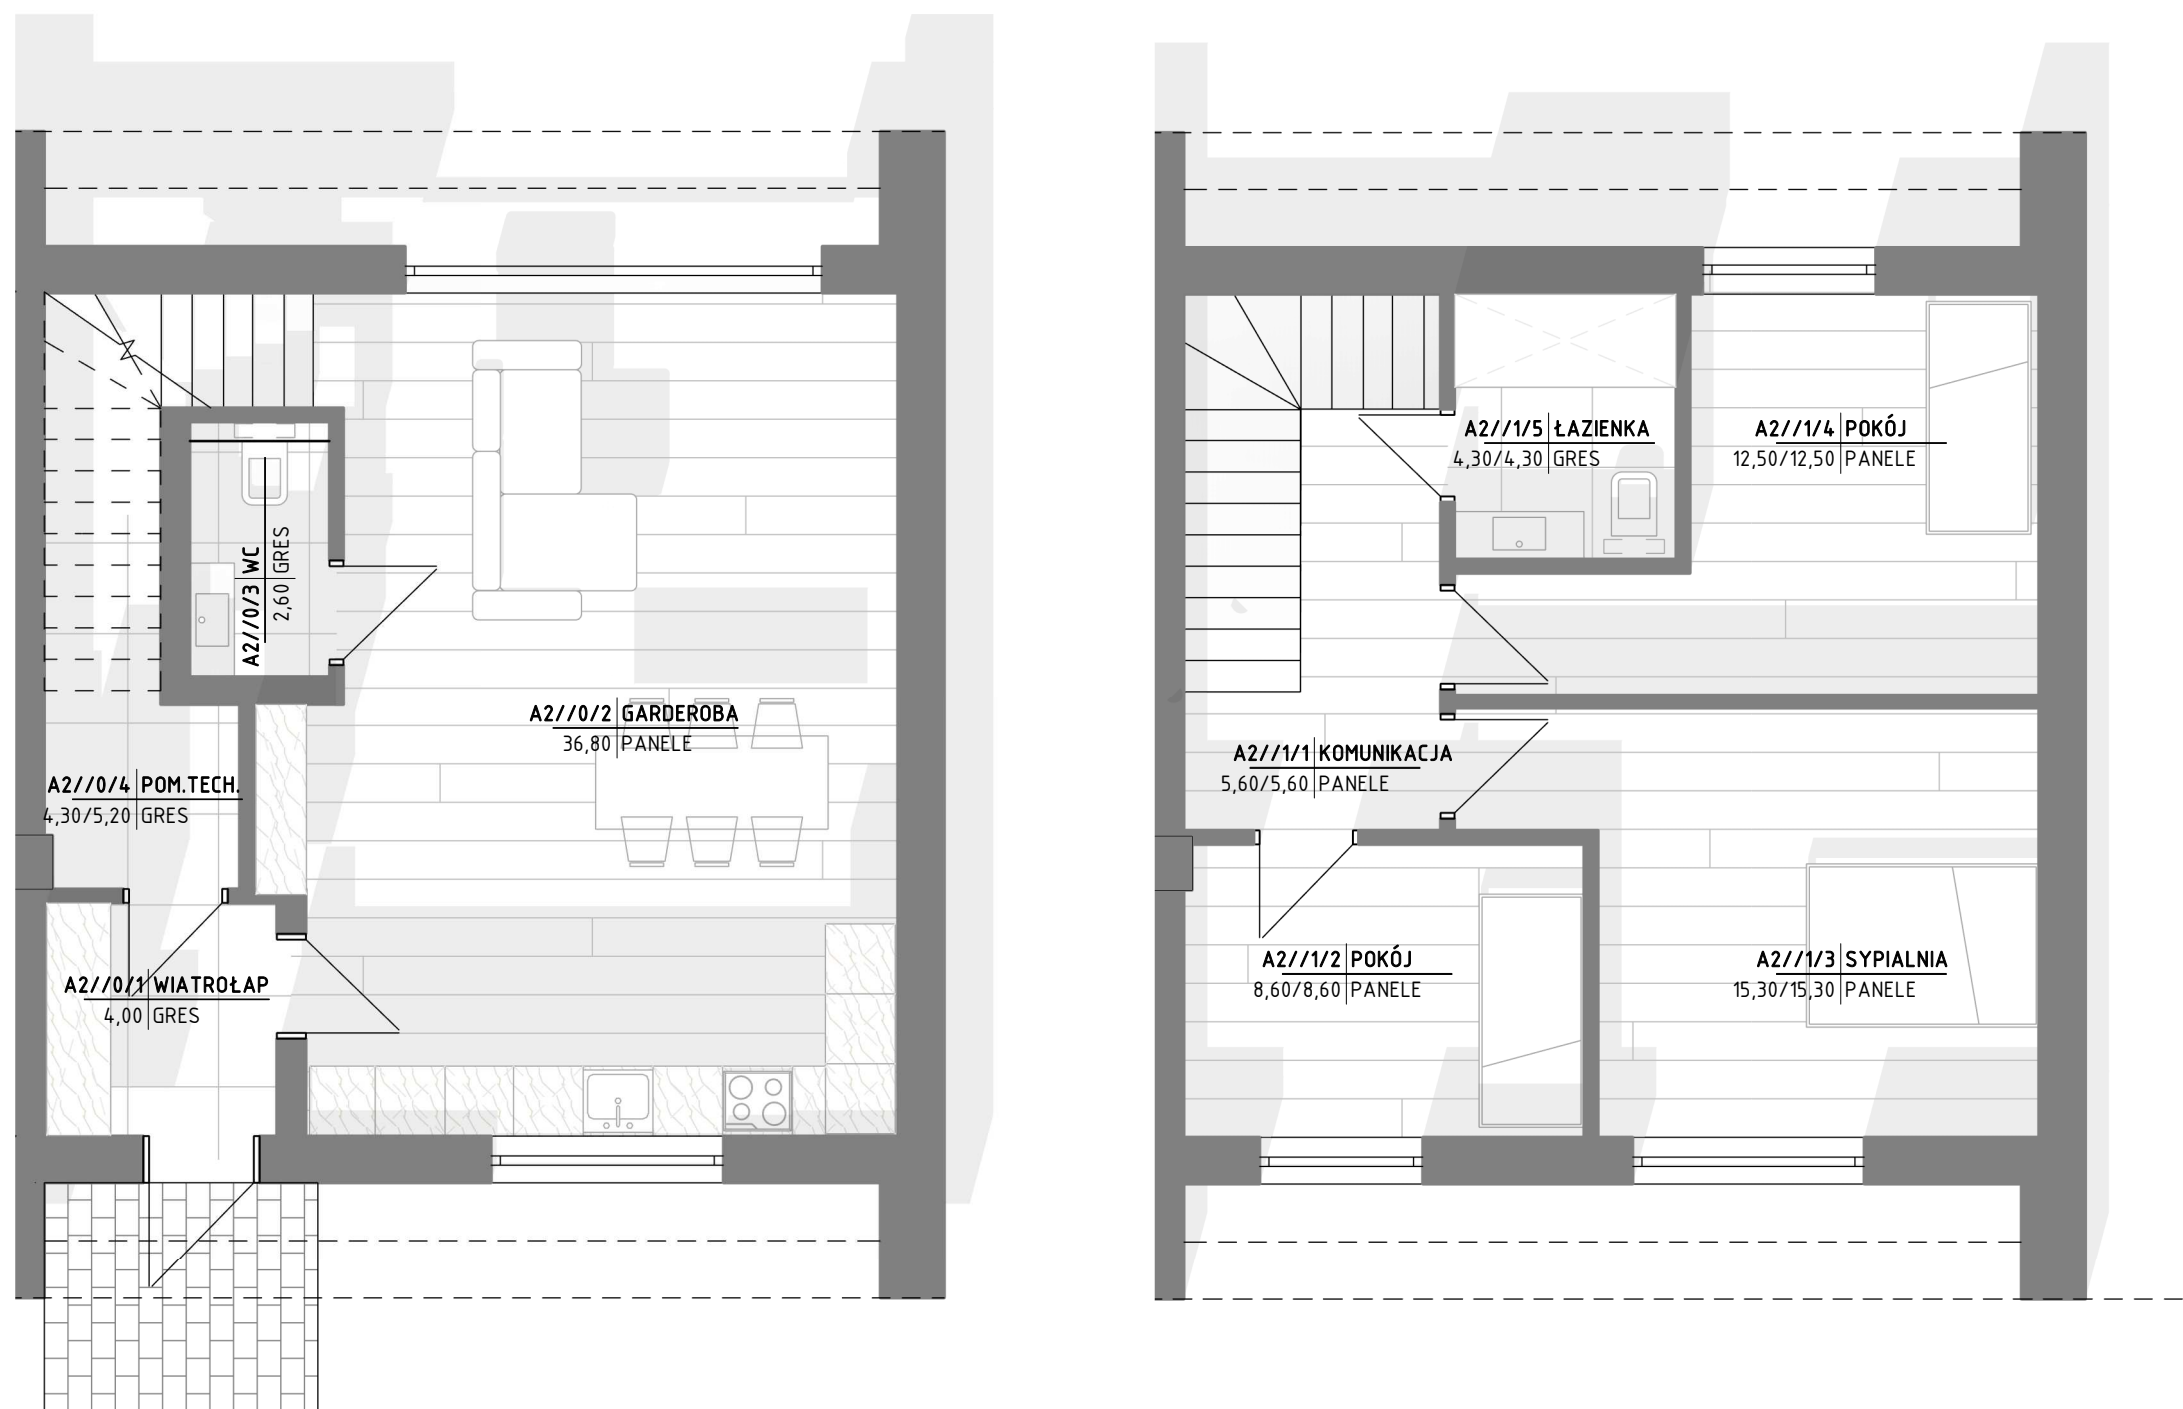 A2//0/3 WC
2,60 GRES
A2//0/2 GARDEROBA
36,80 PANELE
A2//0/4 POM.TECH.
4,30/5,20 GRES
A2//0/1 WIATROŁAP
4,00 GRES
A2//1/5 ŁAZIENKA
4,30/4,30 GRES
A2//1/4 POKÓJ
12,50/12,50 PANELE
A2//1/1 KOMUNIKACJA
5,60/5,60 PANELE
A2//1/2 POKÓJ
8,60/8,60 PANELE
A2//1/3 SYPIALNIA
15,30/15,30 PANELE